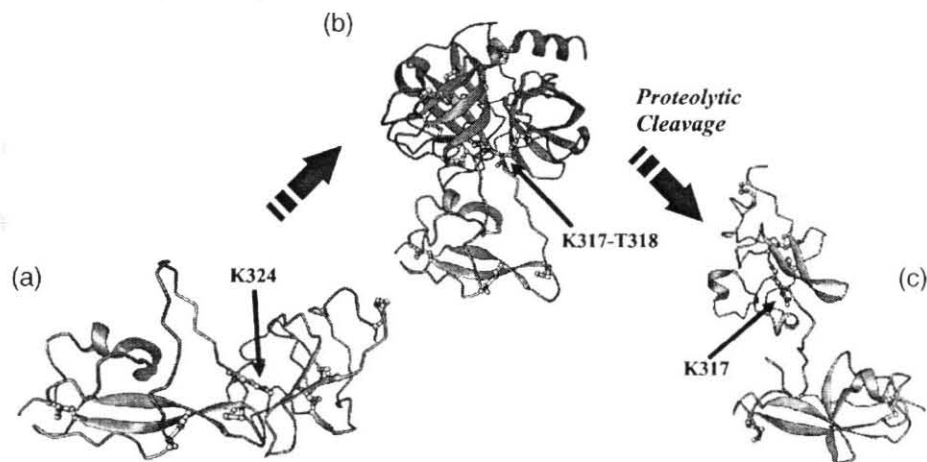 (b)
Proteolytic
Cleavage
K317-T318
(a)
K324
(c)
K317